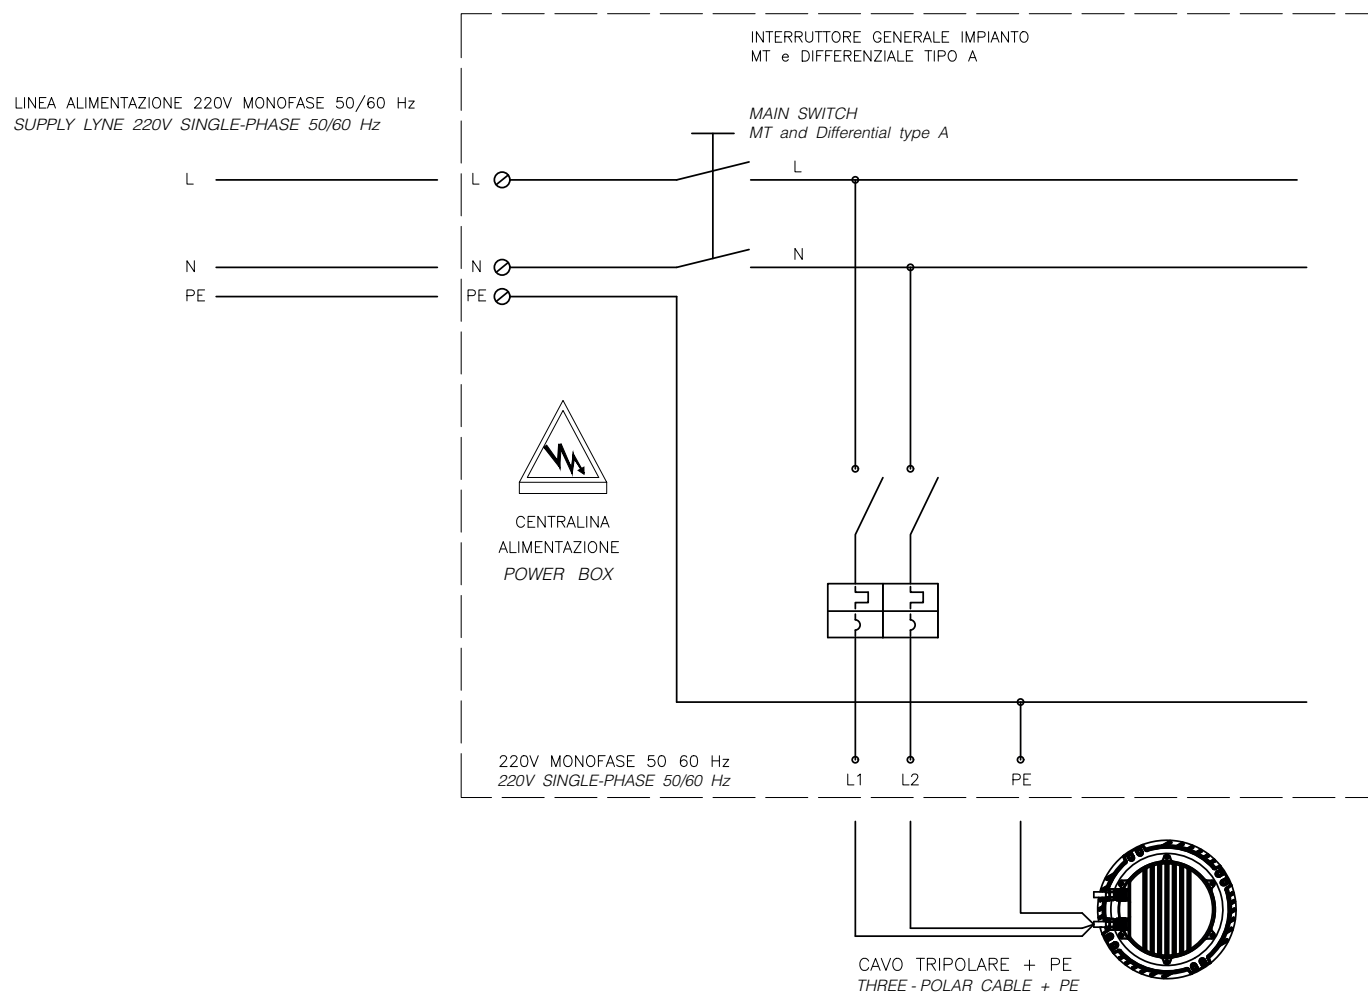 INTERRUTTORE GENERALE IMPIANTO
MT e DIFFERENZIALE TIPO A
LINEA ALIMENTAZIONE 220V MONOFASE 50/60 Hz
SUPPLY LYNE 220V SINGLE-PHASE 50/60 Hz
MAIN SWITCH
MT and Differential type A
L
L
L
N
N
N
PE
PE
CENTRALINA
ALIMENTAZIONE
POWER BOX
220V MONOFASE 50 60 Hz
220V SINGLE-PHASE 50/60 Hz
L1
L2
PE
CAVO TRIPOLARE + PE
THREE - POLAR CABLE + PE